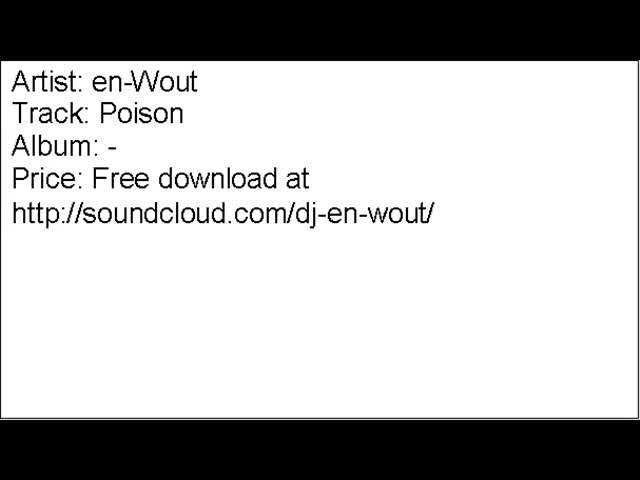 Artist: en-Wout
Track: Poison
Album: -
Price: Free download at
http://soundcloud.com/dj-en-wout/